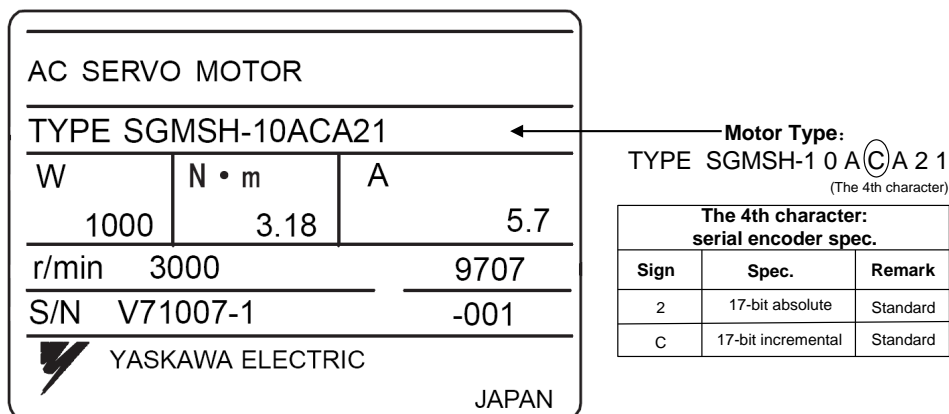 AC SERVO MOTOR
TYPE SGMSH-10ACA21
W N・m A
1000 3.18 5.7
r/min 3000 9707
S/N V71007-1 -001
YASKAWA ELECTRIC
JAPAN
Motor Type：
TYPE SGMSH-1 0 A C A 2 1
(The 4th character)
The 4th character:
serial encoder spec.
Sign Spec. Remark
2 17-bit absolute Standard
C 17-bit incremental Standard